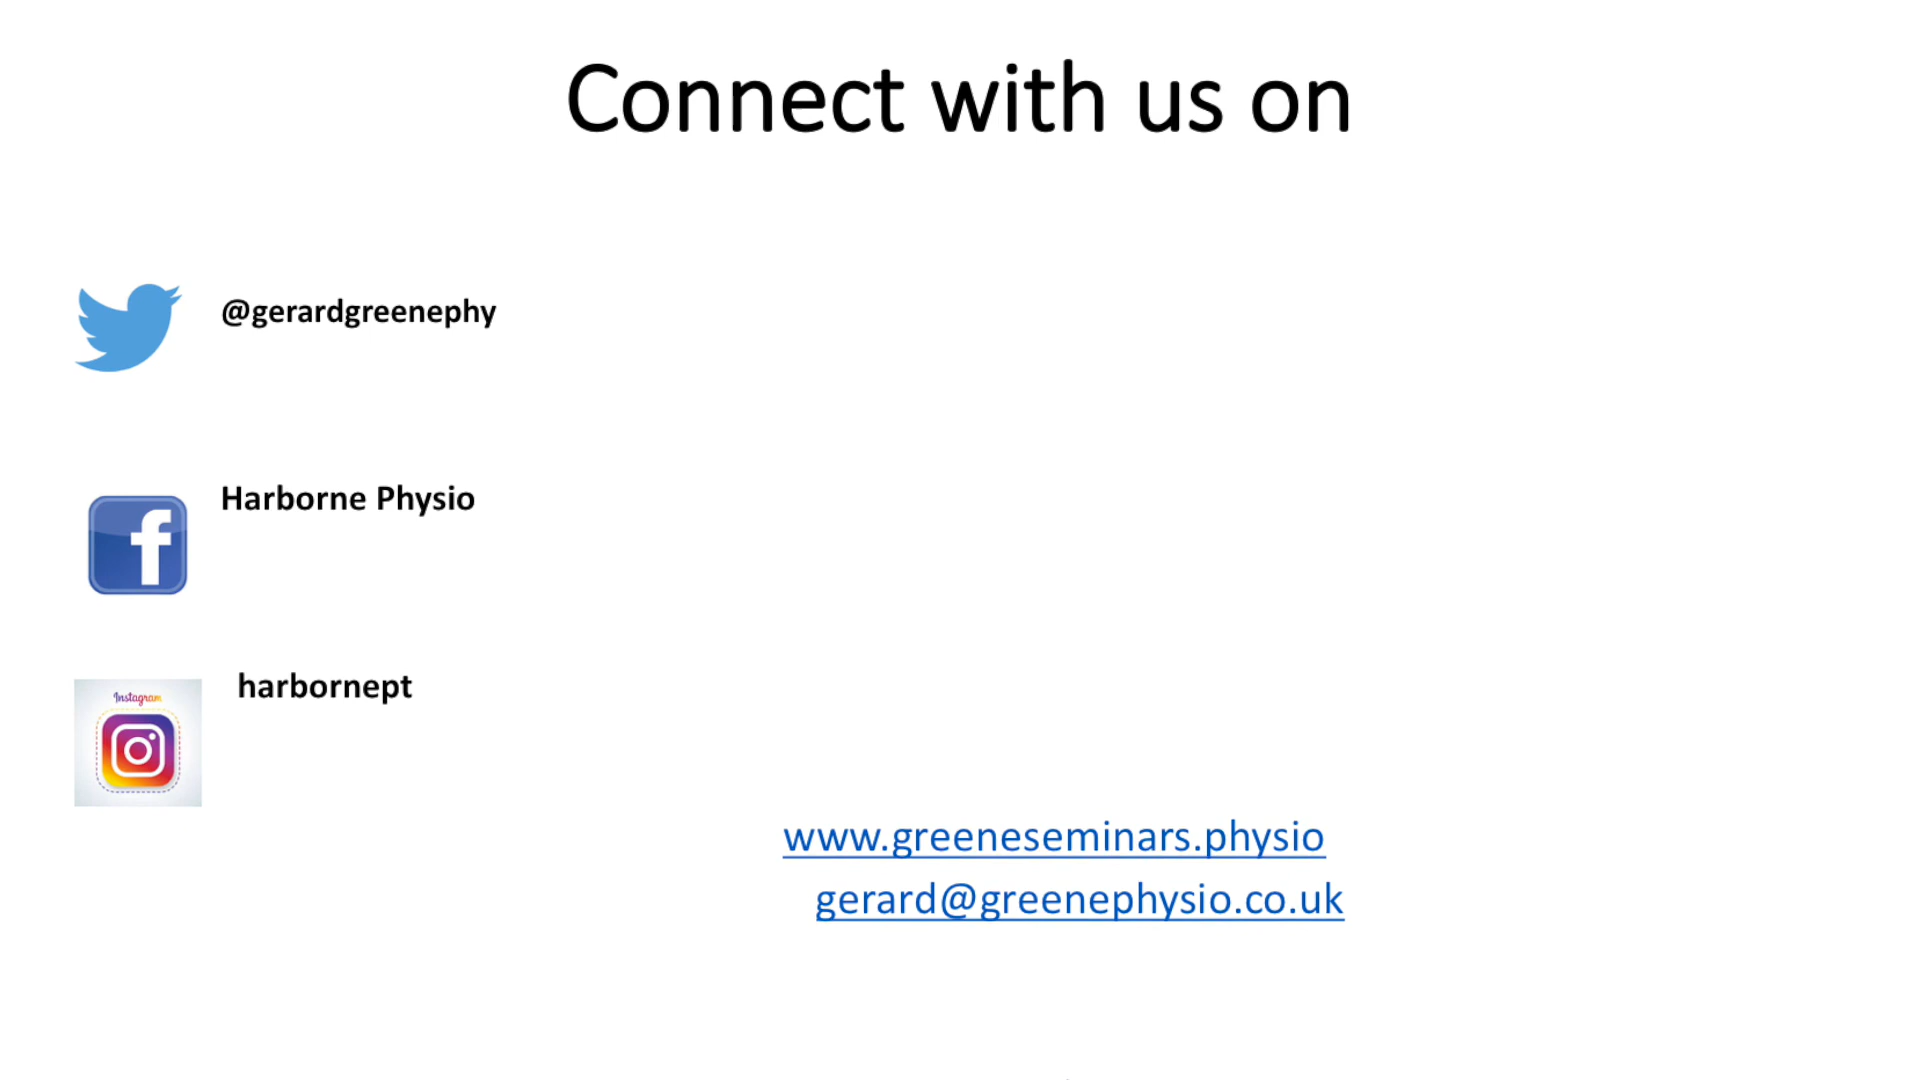 Connect with us on
@gerardgreenephy
Harborne Physio
harbornept
Instagram
www.greeneseminars.physio
gerard@greenephysio.co.uk